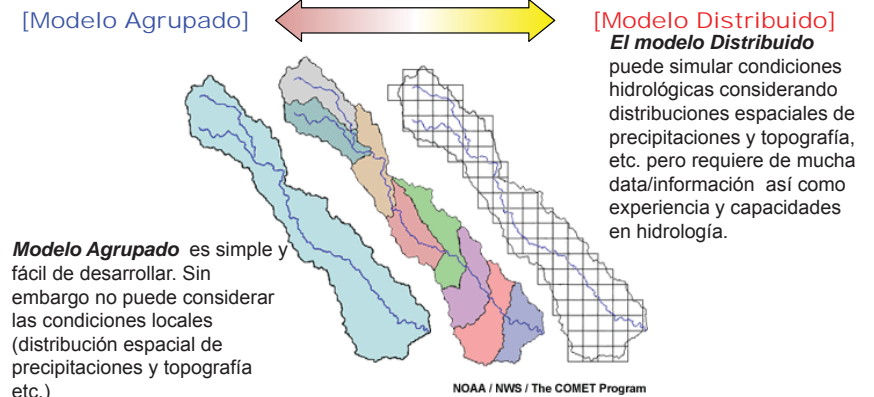 [Modelo Agrupado]
[Modelo Distribuido]
El modelo Distribuido
puede simular condiciones
hidrológicas considerando
distribuciones espaciales de
precipitaciones y topografía,
etc. pero requiere de mucha
data/información así como
experiencia y capacidades
en hidrología.
Modelo Agrupado es simple y
fácil de desarrollar. Sin
embargo no puede considerar
las condiciones locales
(distribución espacial de
precipitaciones y topografía
etc.)
NOAA / NWS / The COMET Program